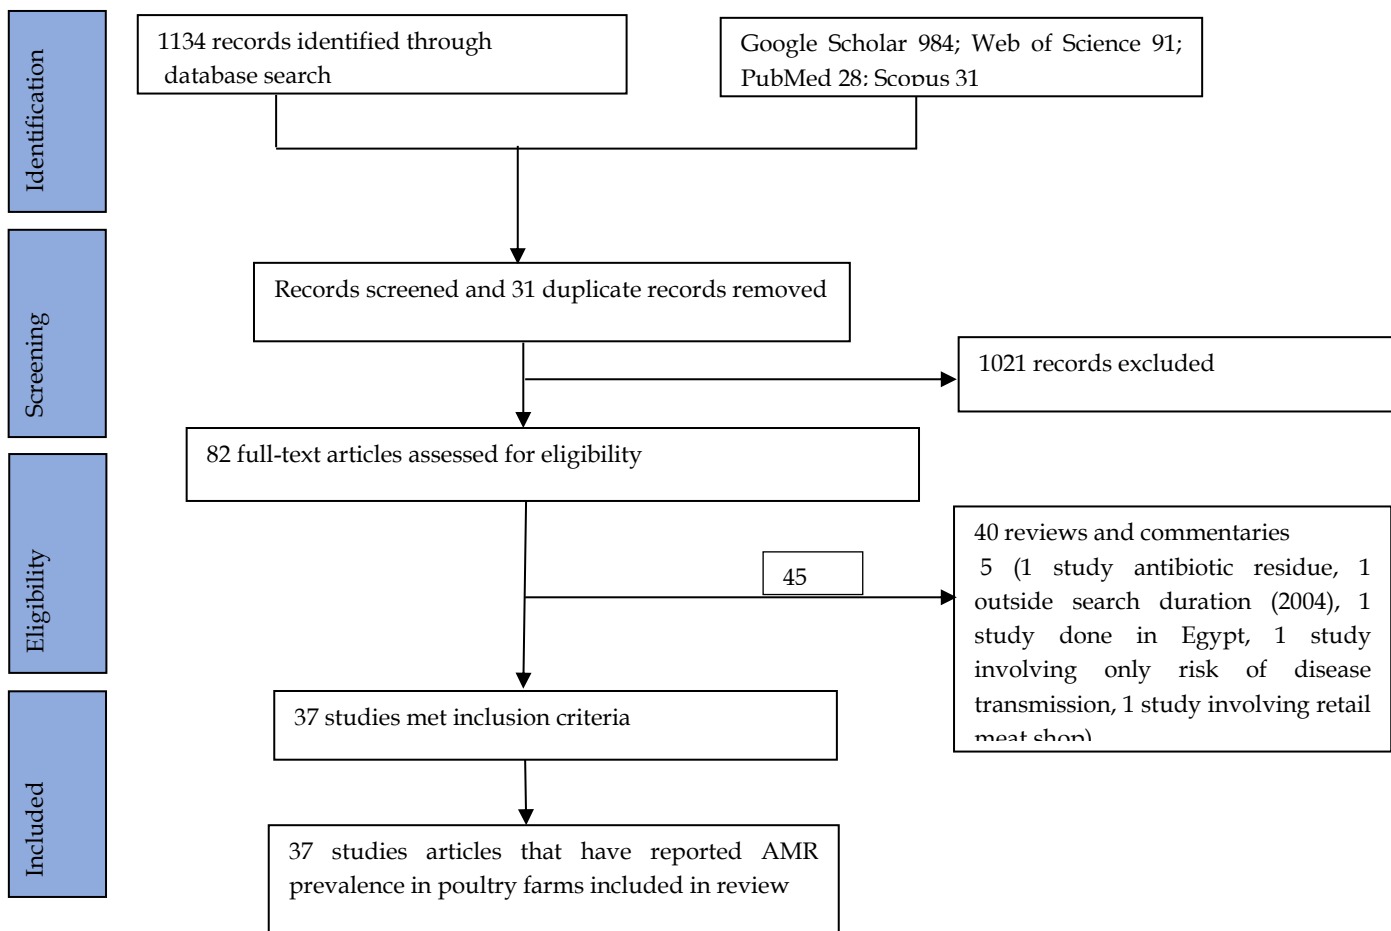 Identification
1134 records identified through
database search
Google Scholar 984; Web of Science 91;
PubMed 28; Scopus 31
Screening
Records screened and 31 duplicate records removed
1021 records excluded
Eligibility
82 full-text articles assessed for eligibility
45
40 reviews and commentaries
5 (1 study antibiotic residue, 1
outside search duration (2004), 1
study done in Egypt, 1 study
involving only risk of disease
transmission, 1 study involving retail
meat shop)
Included
37 studies met inclusion criteria
37 studies articles that have reported AMR
prevalence in poultry farms included in review